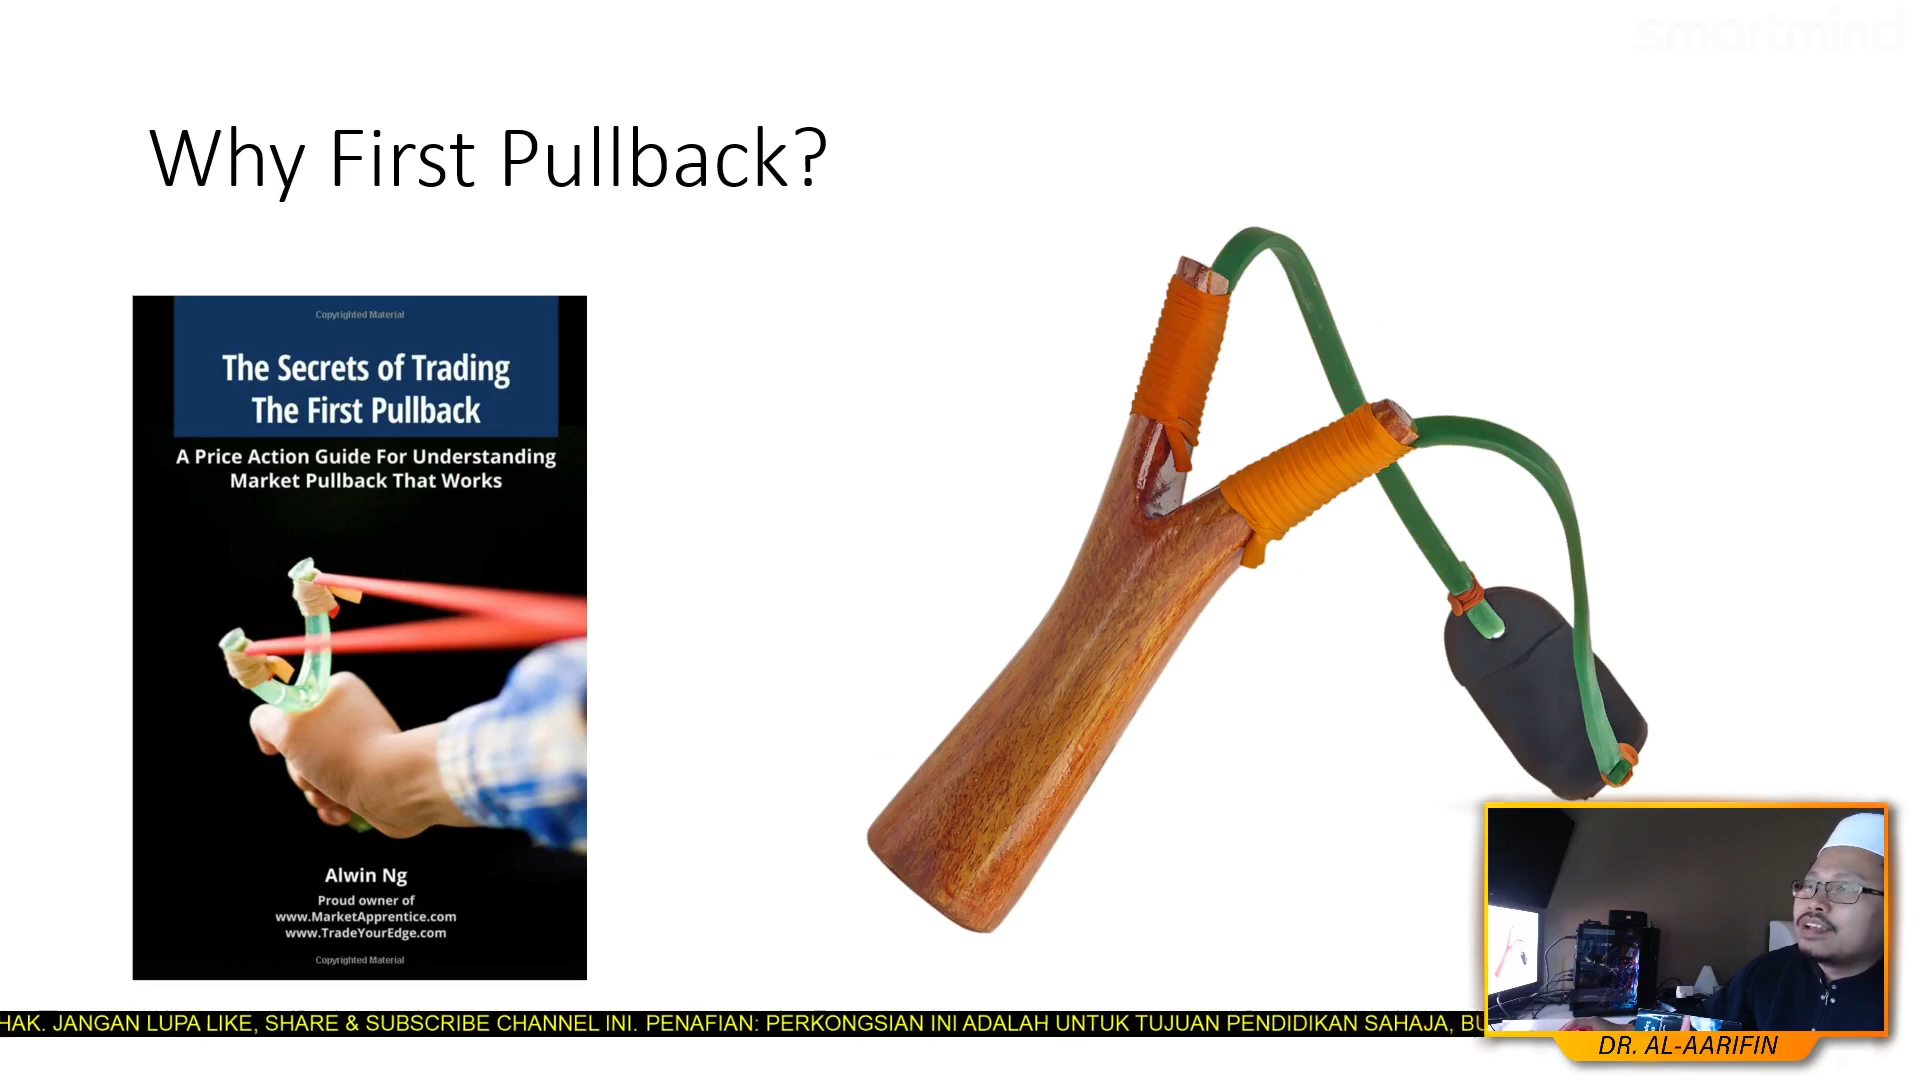 smartmind
Why First Pullback?
Copyrighted Material
The Secrets of Trading
The First Pullback
A Price Action Guide For Understanding
Market Pullback That Works
Alwin Ng
Proud owner of
www.MarketApprentice.com
www.TradeYourEdge.com
Copyrighted Material
HAK. JANGAN LUPA LIKE, SHARE & SUBSCRIBE CHANNEL INI. PENAFIAN: PERKONGSIAN INI ADALAH UNTUK TUJUAN PENDIDIKAN SAHAJA, BU
DR. AL-AARIFIN